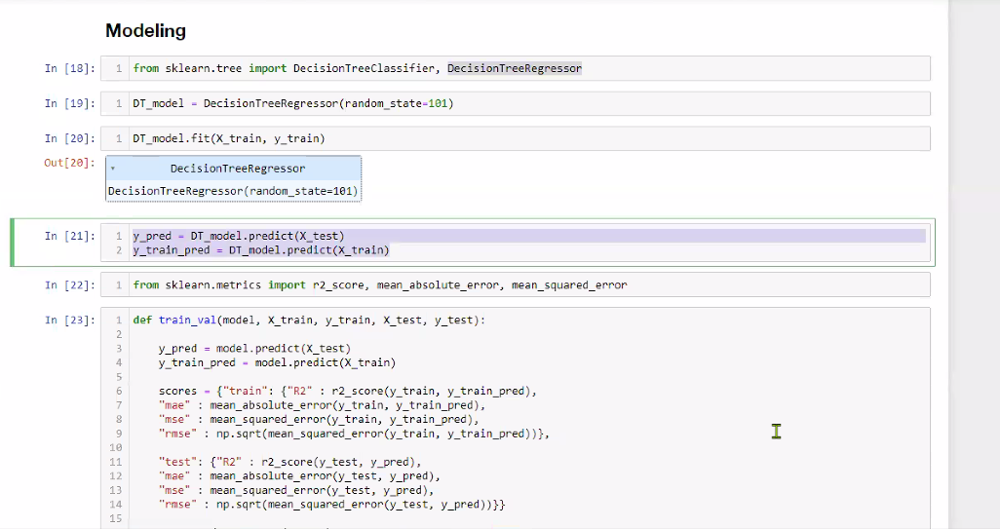 Modeling
In [18]: 1 from sklearn.tree import DecisionTreeClassifier, DecisionTreeRegressor
In [19]: 1 DT_model = DecisionTreeRegressor(random_state=101)
In [20]: 1 DT_model.fit(X_train, y_train)
Out[20]:
DecisionTreeRegressor
DecisionTreeRegressor(random_state=101)
In [21]: 1 y_pred = DT_model.predict(X_test)
2 y_train_pred = DT_model.predict(X_train)
In [22]: 1 from sklearn.metrics import r2_score, mean_absolute_error, mean_squared_error
In [23]: 1 def train_val(model, X_train, y_train, X_test, y_test):
2
3 y_pred = model.predict(X_test)
4 y_train_pred = model.predict(X_train)
5
6 scores = {"train": {"R2" : r2_score(y_train, y_train_pred),
7 "mae" : mean_absolute_error(y_train, y_train_pred),
8 "mse" : mean_squared_error(y_train, y_train_pred),
9 "rmse" : np.sqrt(mean_squared_error(y_train, y_train_pred))},
10
11 "test": {"R2" : r2_score(y_test, y_pred),
12 "mae" : mean_absolute_error(y_test, y_pred),
13 "mse" : mean_squared_error(y_test, y_pred),
14 "rmse" : np.sqrt(mean_squared_error(y_test, y_pred))}}
15